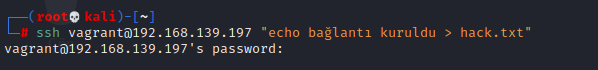 (root💀kali)-[~]
# ssh vagrant@192.168.139.197 "echo bağlantı kuruldu > hack.txt"
vagrant@192.168.139.197's password: